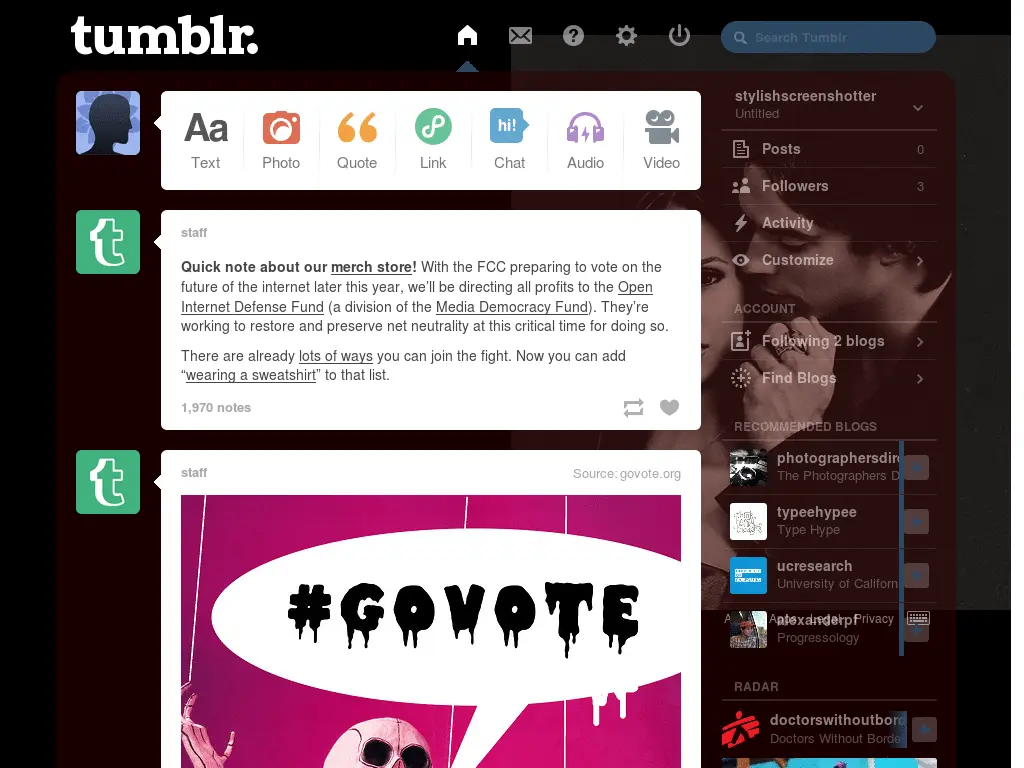 tumblr.
Search Tumblr
Aa
hi!
Text
Photo
Quote
Link
Chat
Audio
Video
staff
Quick note about our merch store! With the FCC preparing to vote on the
future of the internet later this year, we'll be directing all profits to the Open
Internet Defense Fund (a division of the Media Democracy Fund). They're
working to restore and preserve net neutrality at this critical time for doing so.
There are already lots of ways you can join the fight. Now you can add
“wearing a sweatshirt” to that list.
1,970 notes
staff
Source: govote.org
#GOVOTE
stylishscreenshotter
Untitled
Posts 0
Followers 3
Activity
Customize
ACCOUNT
Following 2 blogs
Find Blogs
RECOMMENDED BLOGS
photographersdire
The Photographers D
typeehypee
Type Hype
ucresearch
University of Californ
alexanderpf
Apps Legal Privacy
Progressology
RADAR
doctorswithoutbord
Doctors Without Borde